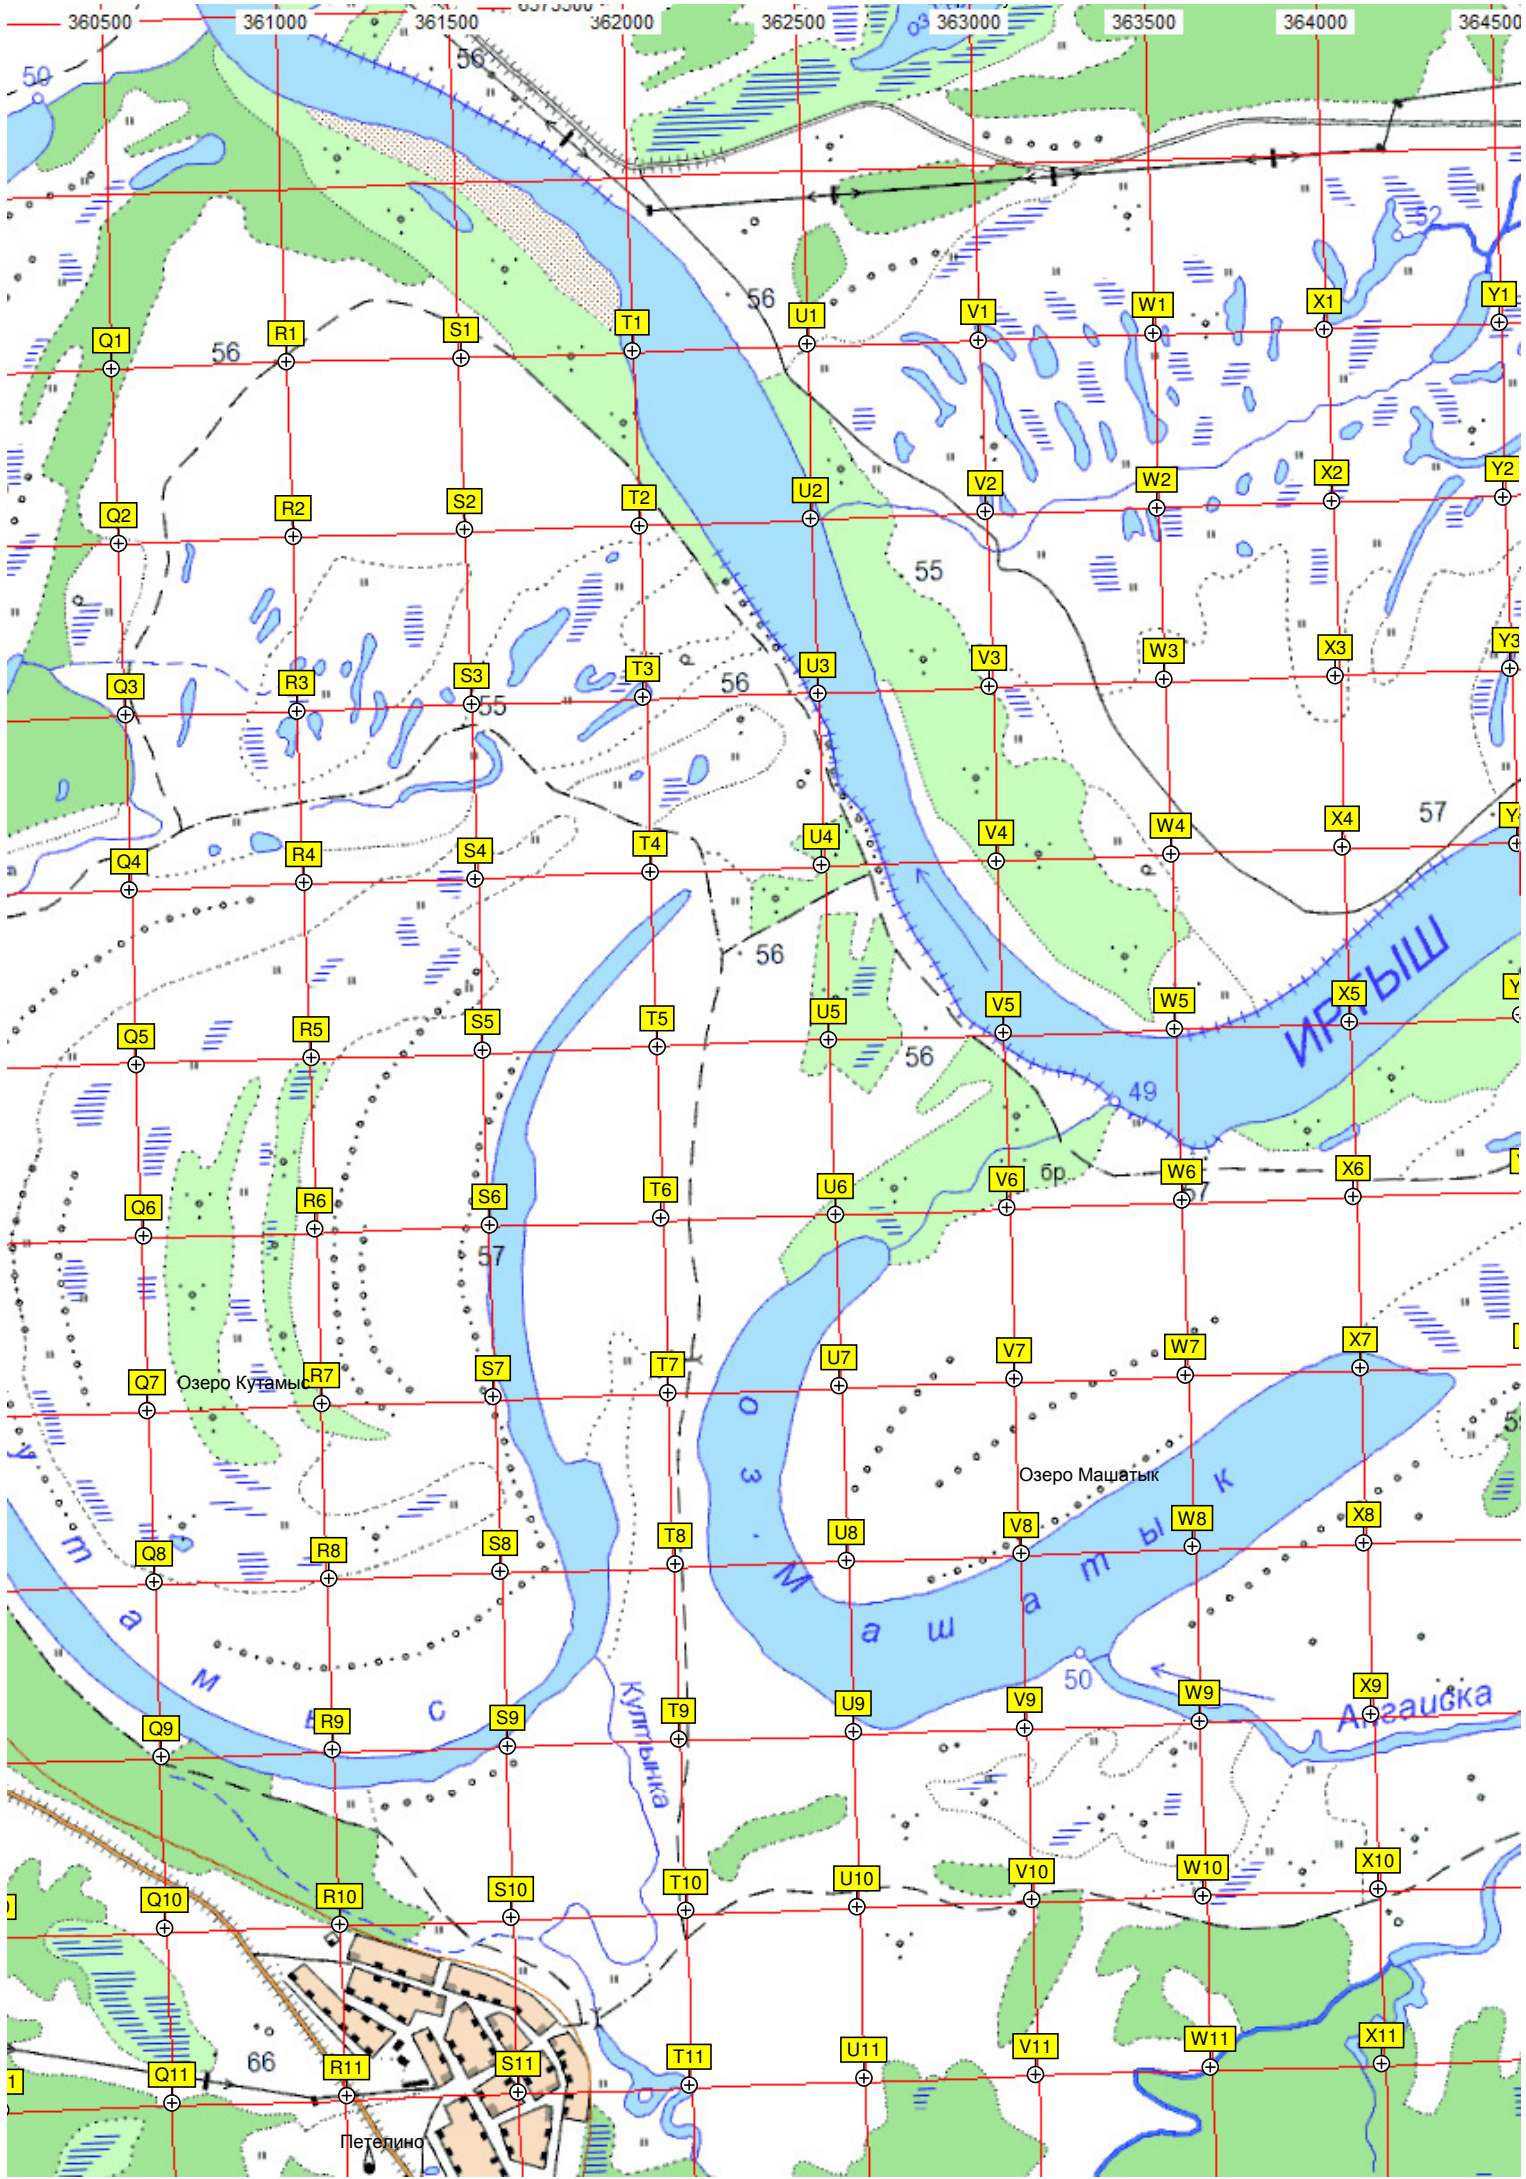 6373500
360500 361000 361500 362000 362500 363000 363500 364000 364500
оз
56
50
52
56
Q1 R1 S1 T1 U1 V1 W1 X1 Y1
56
Q2 R2 S2 T2 U2 V2 W2 X2 Y2
55
Q3 R3 S3 T3 U3 V3 W3 X3 Y3
55
56
57
Q4 R4 S4 T4 U4 V4 W4 X4 Y
56
ИРТЫШ
Q5 R5 S5 T5 U5 V5 W5 X5 Y
56
49
бр.
Q6 R6 S6 T6 U6 V6 W6 X6
57
57
Q7 R7 S7 T7 U7 V7 W7 X7
Озеро Кутамыс
Озеро Машатык
оз. Машатык
Q8 R8 S8 T8 U8 V8 W8 X8
утамыс
50
Култынка
Q9 R9 S9 T9 U9 V9 W9 X9
Q10 R10 S10 T10 U10 V10 W10 X10
66
Q11 R11 S11 T11 U11 V11 W11 X11
Петелино